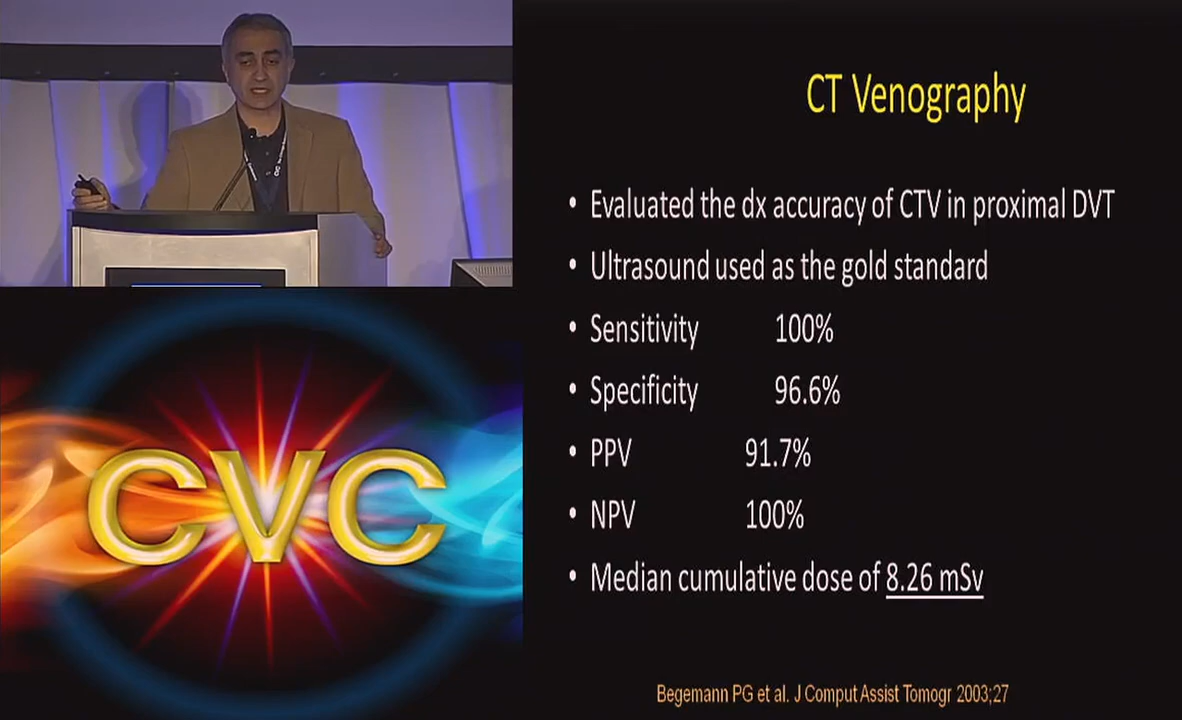 CVC
CT Venography
• Evaluated the dx accuracy of CTV in proximal DVT
• Ultrasound used as the gold standard
• Sensitivity 100%
• Specificity 96.6%
• PPV 91.7%
• NPV 100%
• Median cumulative dose of 8.26 mSv
Begemann PG et al. J Comput Assist Tomogr 2003;27